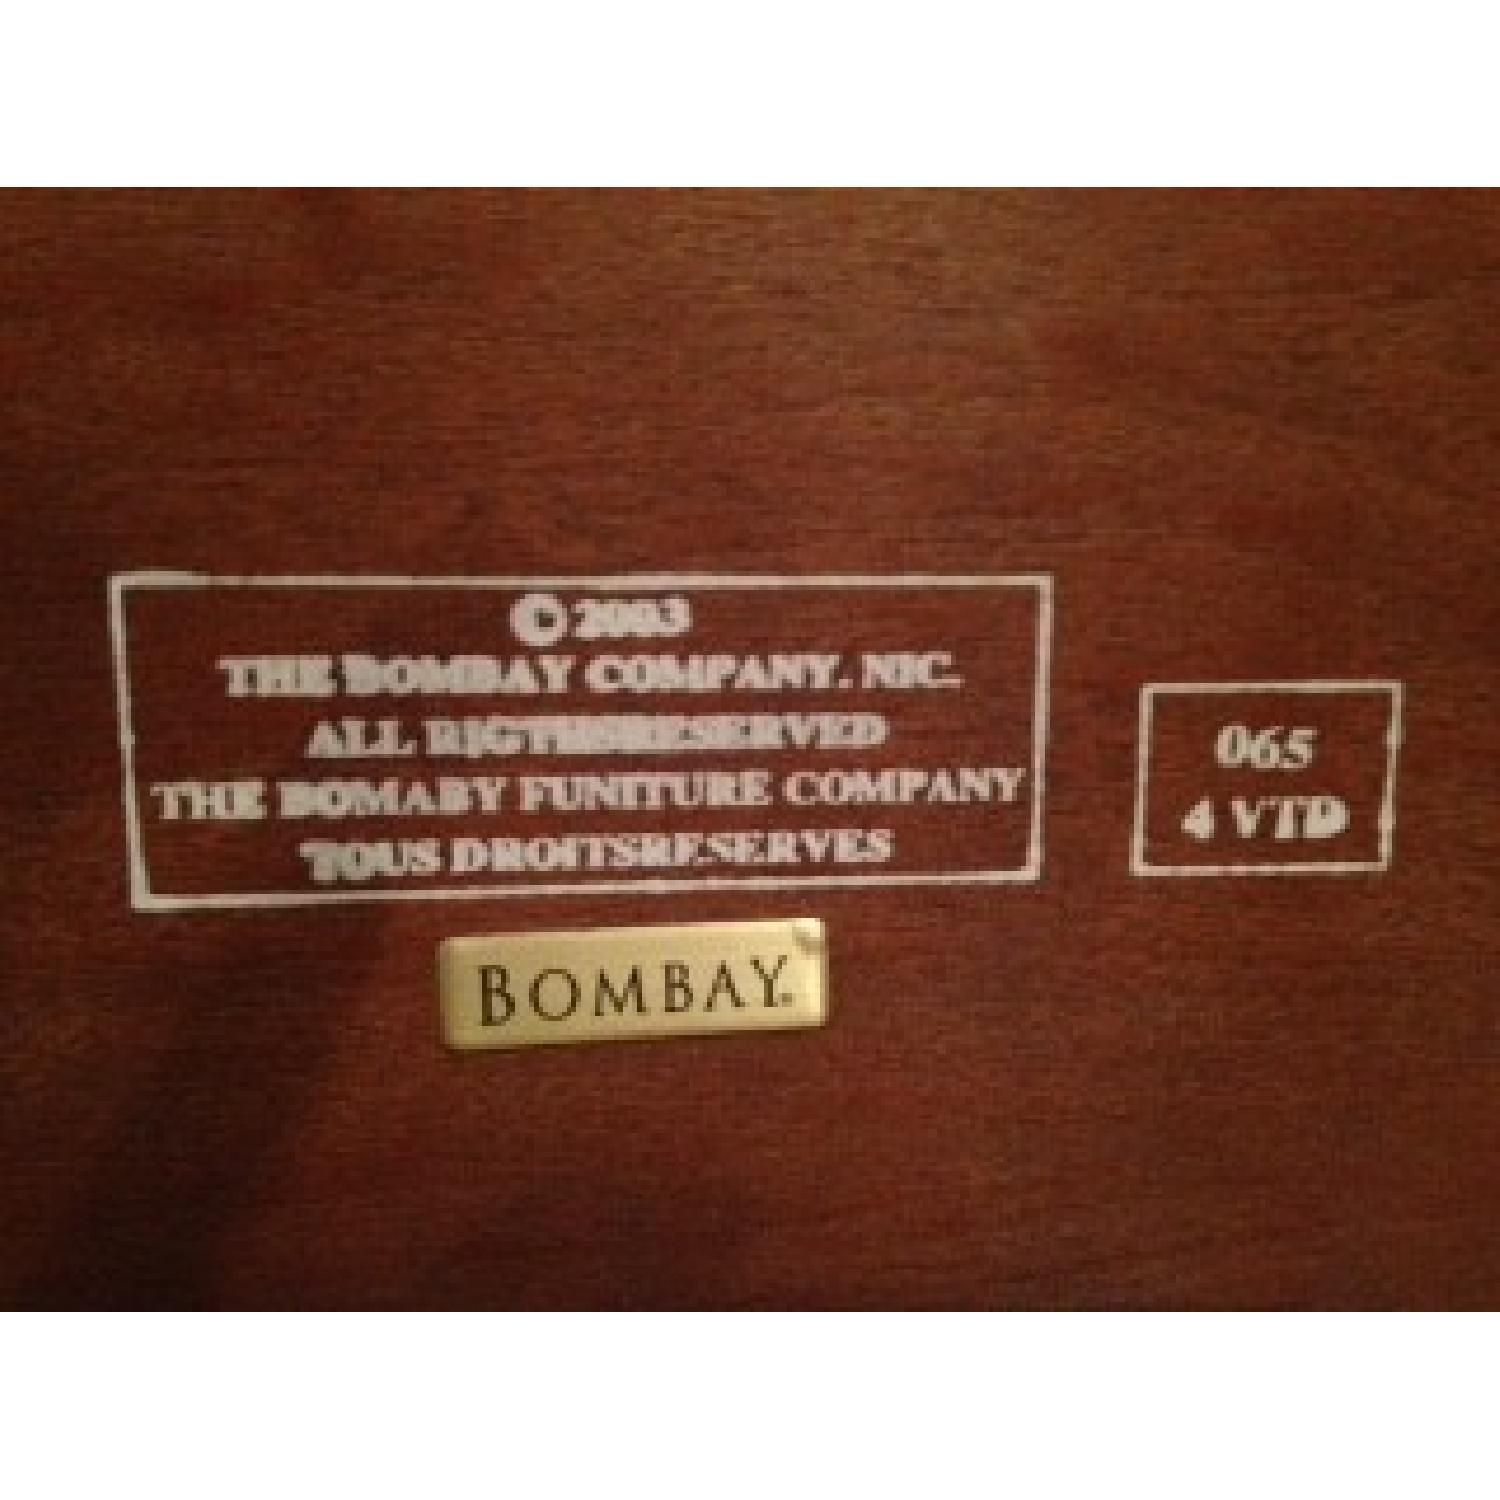 © 2003
THE BOMBAY COMPANY. NIC.
ALL RIGTHSRESERVED
THE BOMABY FUNITURE COMPANY
TOUS DROITSRESERVES
065
4 VTD
BOMBAY®